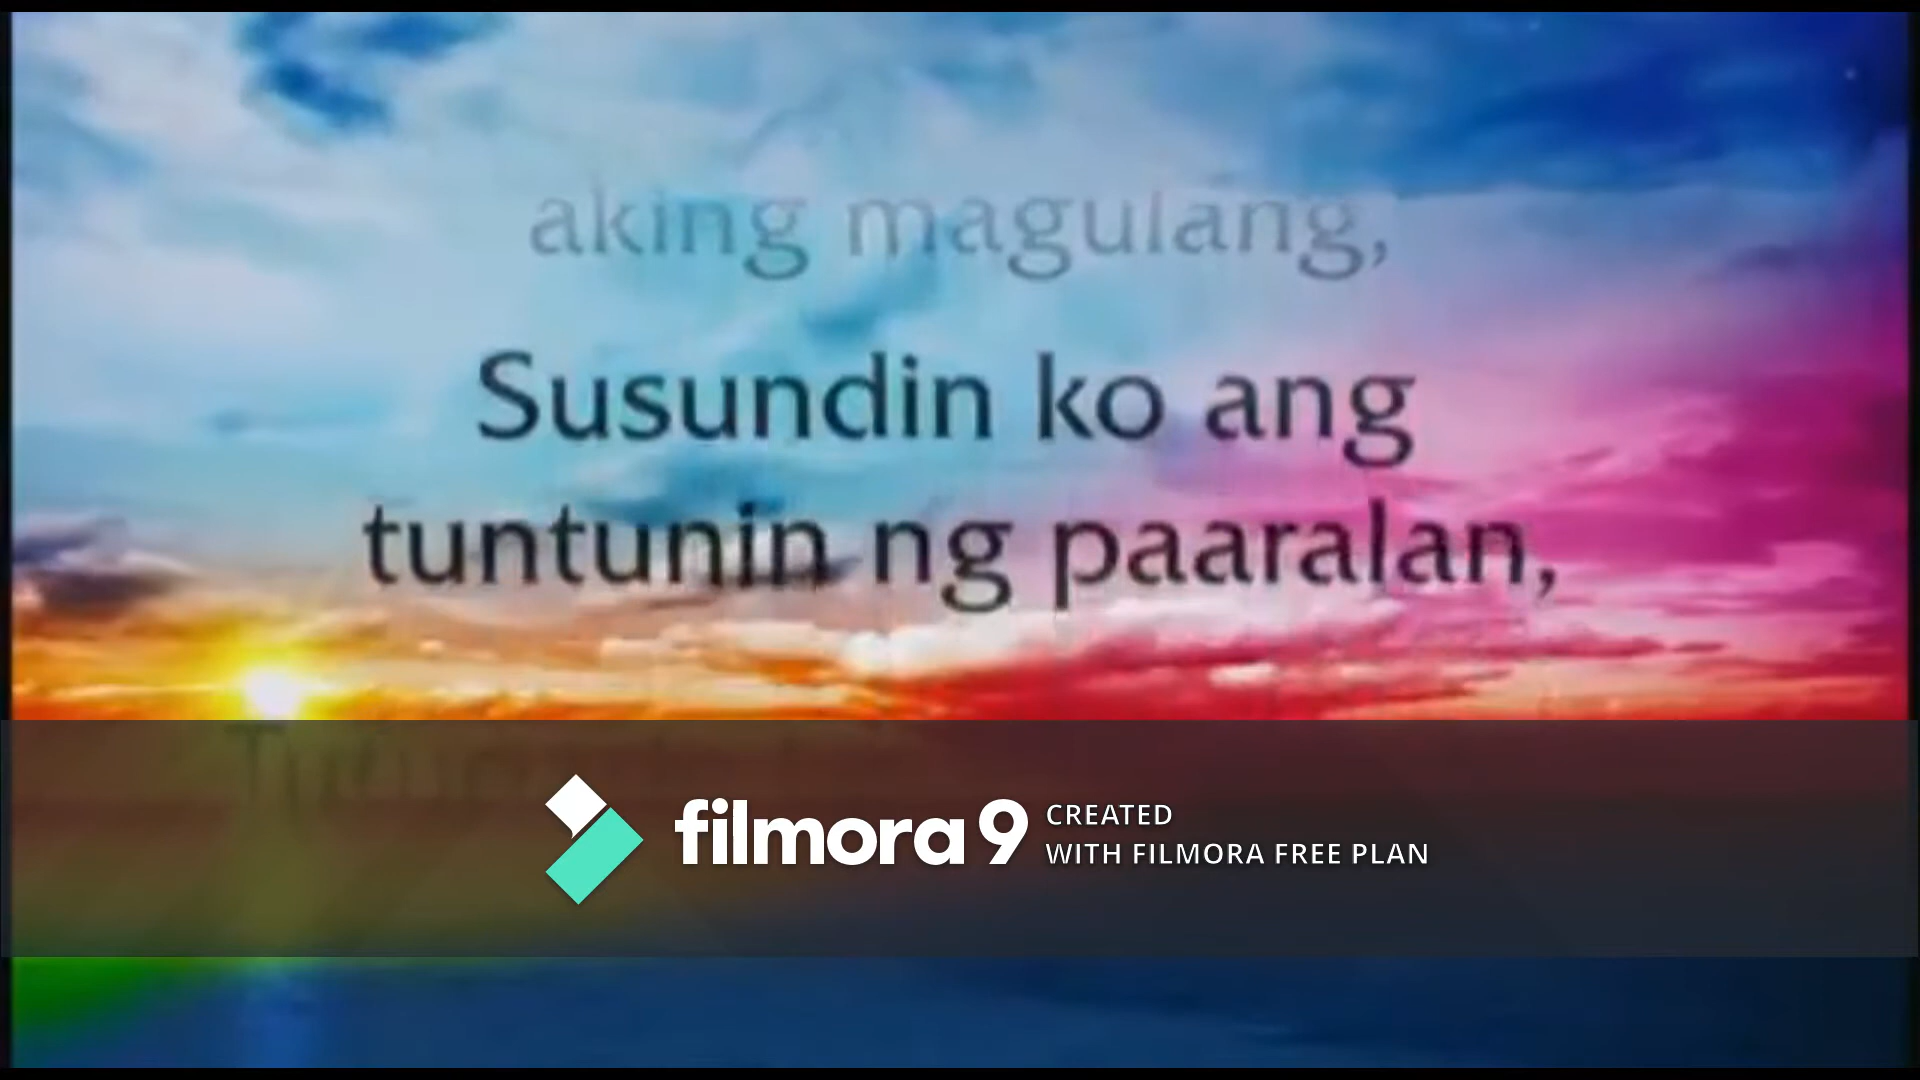 aking magulang,
Susundin ko ang
tuntunin ng paaralan,
filmora 9 CREATED
WITH FILMORA FREE PLAN